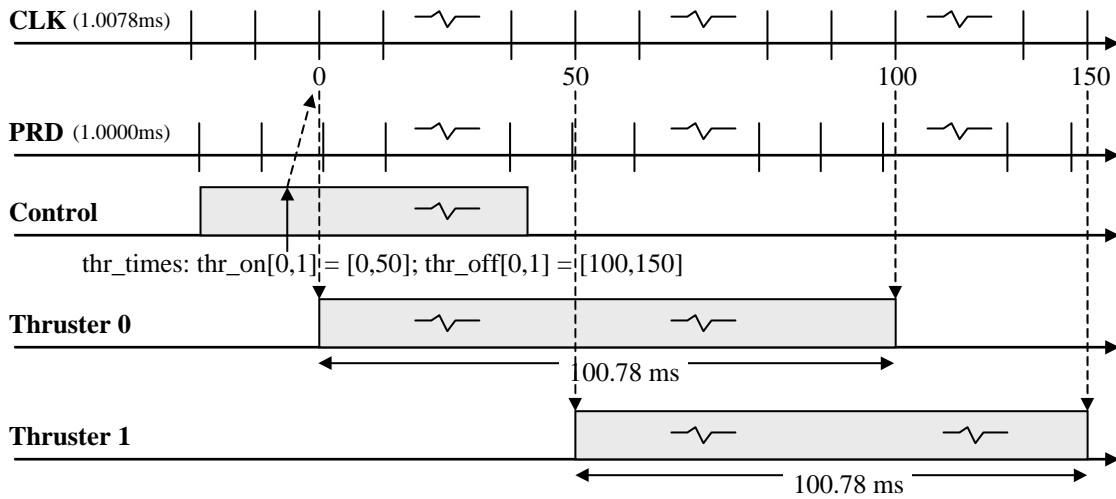 CLK (1.0078ms)
0 50 100 150
PRD (1.0000ms)
Control
thr_times: thr_on[0,1] = [0,50]; thr_off[0,1] = [100,150]
Thruster 0
100.78 ms
Thruster 1
100.78 ms